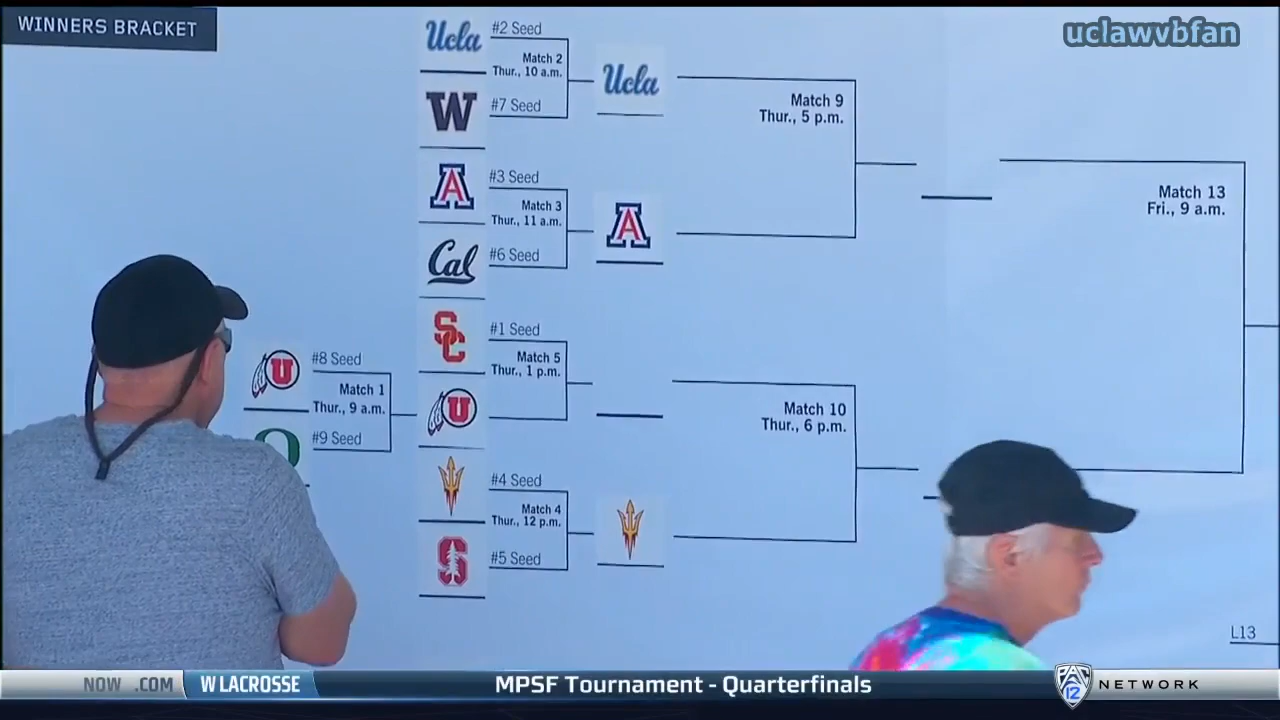 WINNERS BRACKET
uclawvbfan
Ucla
#2 Seed
Match 2
Thur., 10 a.m.
#7 Seed
W
Ucla
Match 9
Thur., 5 p.m.
A
#3 Seed
Match 3
Thur., 11 a.m.
#6 Seed
Cal
A
Match 13
Fri., 9 a.m.
SC
#1 Seed
Match 5
Thur., 1 p.m.
U
#8 Seed
Match 1
Thur., 9 a.m.
#9 Seed
O
U
Match 10
Thur., 6 p.m.
#4 Seed
Match 4
Thur., 12 p.m.
#5 Seed
S
L13
NOW .COM W LACROSSE MPSF Tournament - Quarterfinals PAC 12 NETWORK